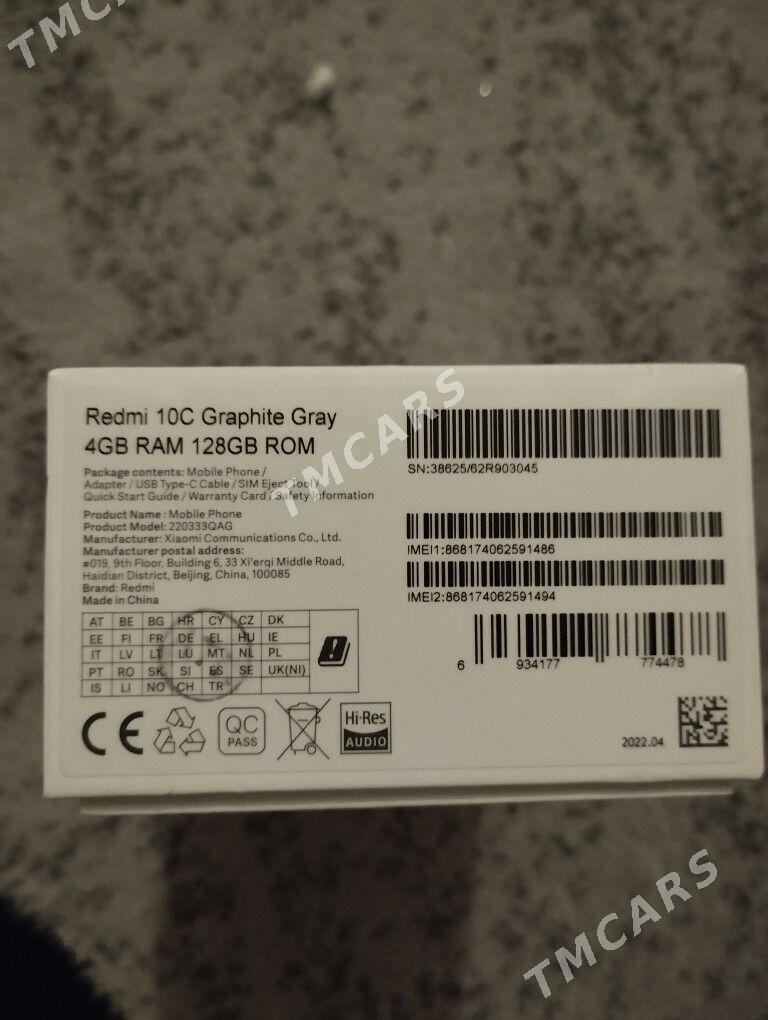 TMCARS
Redmi 10C Graphite Gray
4GB RAM 128GB ROM
Package contents: Mobile Phone /
Adapter / USB Type-C Cable / SIM Eject Tool /
Quick Start Guide / Warranty Card / Safety Information
Product Name: Mobile Phone
Product Model: 220333QAG
Manufacturer: Xiaomi Communications Co., Ltd.
Manufacturer postal address:
#019, 9th Floor, Building 6, 33 Xi'erqi Middle Road,
Haidian District, Beijing, China, 100085
Brand: Redmi
Made in China
AT BE BG HR CY CZ DK
EE FI FR DE EL HU IE
IT LV LT LU MT NL PL
PT RO SK SI ES SE UK(NI)
IS LI NO CH TR
CE
QC
PASS
Hi-Res
AUDIO
SN:38625/62R903045
IMEI1:868174062591486
IMEI2:868174062591494
6 934177 774478
2022.04
TMCARS
TMCARS